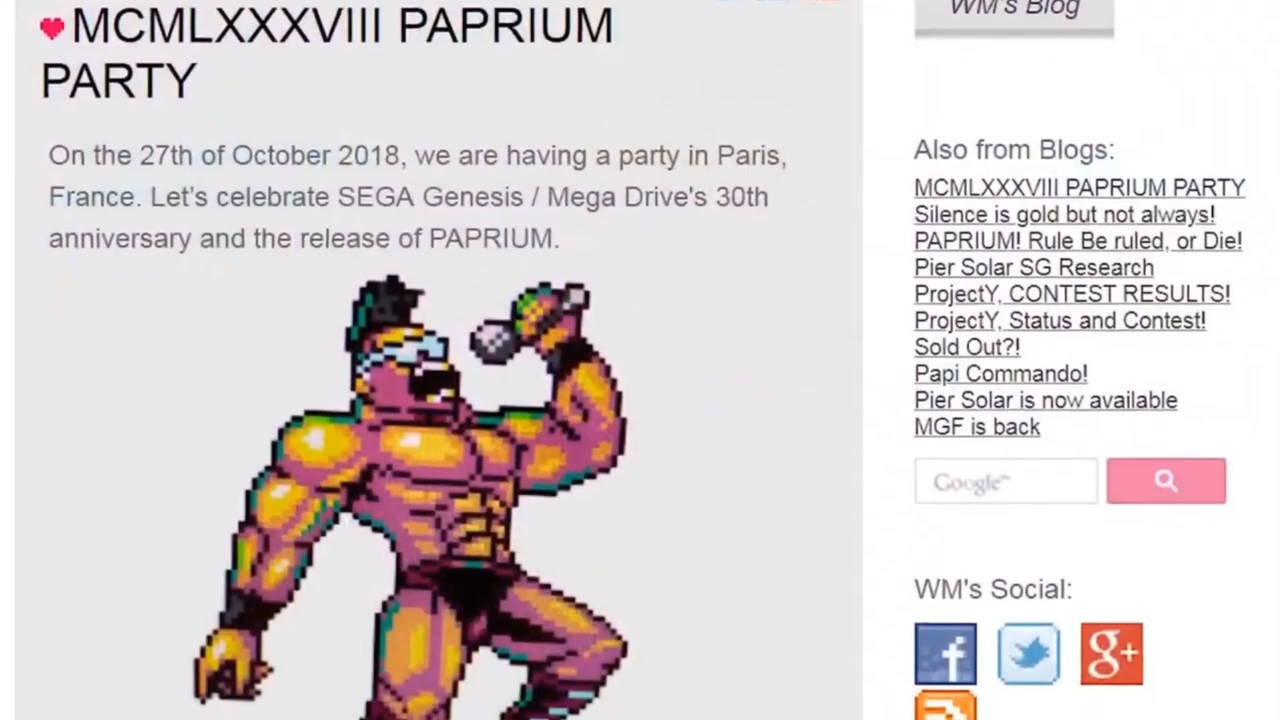 MCMLXXXVIII PAPRIUM
PARTY
On the 27th of October 2018, we are having a party in Paris,
France. Let's celebrate SEGA Genesis / Mega Drive's 30th
anniversary and the release of PAPRIUM.
WM's Blog
Also from Blogs:
MCMLXXXVIII PAPRIUM PARTY
Silence is gold but not always!
PAPRIUM! Rule Be ruled, or Die!
Pier Solar SG Research
ProjectY, CONTEST RESULTS!
ProjectY, Status and Contest!
Sold Out?!
Papi Commando!
Pier Solar is now available
MGF is back
Google™
WM's Social:
f
g+